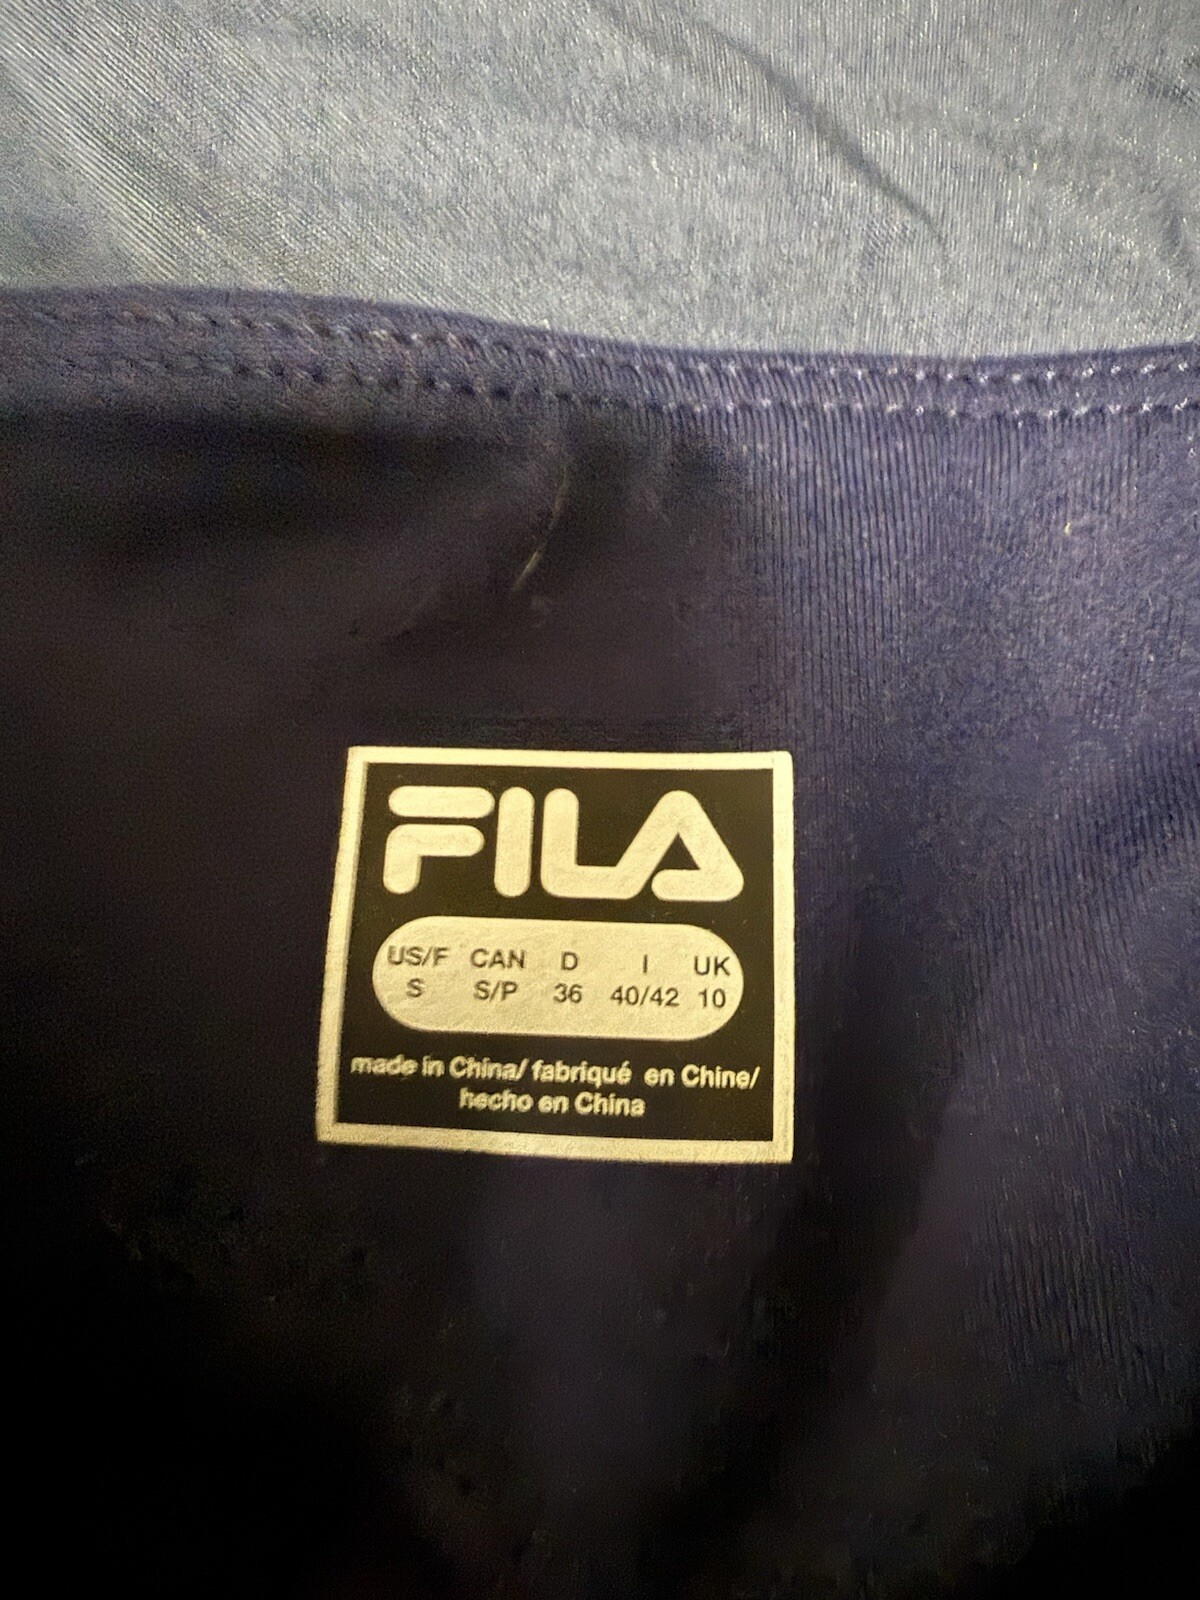 FILA
US/F CAN D I UK
S S/P 36 40/42 10
made in China/ fabriqué en Chine/
hecho en China